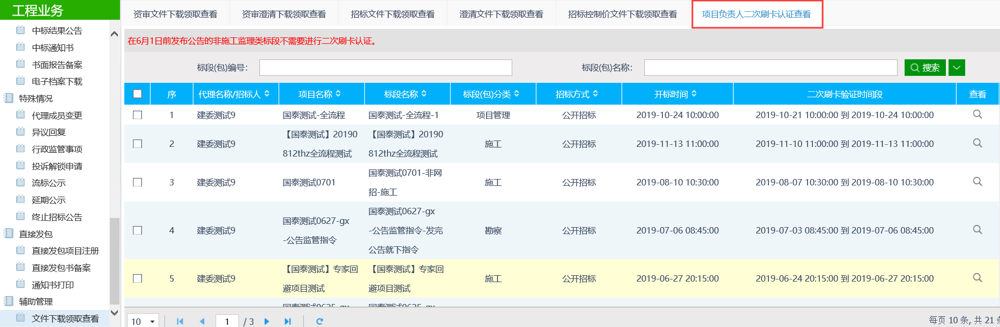 工程业务
中标结果公告
中标通知书
书面报告备案
电子档案下载
特殊情况
代理成员变更
异议回复
行政监管事项
投诉解锁申请
流标公示
延期公示
终止招标公告
直接发包
直接发包项目注册
直接发包书备案
通知书打印
辅助管理
文件下载领取查看
资审文件下载领取查看 资审澄清下载领取查看 招标文件下载领取查看 澄清文件下载领取查看 招标控制价文件下载领取查看 项目负责人二次刷卡认证查看
在6月1日前发布公告的非施工监理类标段不需要进行二次刷卡认证。
标段(包)编号： 标段(包)名称： 搜索
序 代理名称/招标人 项目名称 标段名称 标段(包)分类 招标方式 开标时间 二次刷卡验证时间段 查看
1 建委测试9 国泰测试-全流程 国泰测试-全流程-1 项目管理 公开招标 2019-10-24 10:00:00 2019-10-21 10:00:00 到 2019-10-24 10:00:00
【国泰测试】20190 【国泰测试】20190
2 建委测试9 施工 公开招标 2019-11-13 11:00:00 2019-11-10 11:00:00 到 2019-11-13 11:00:00
812thz全流程测试 812thz全流程测试
国泰测试0701-非网
3 建委测试9 国泰测试0701 施工 公开招标 2019-08-10 10:30:00 2019-08-07 10:30:00 到 2019-08-10 10:30:00
招-施工
国泰测试0627-gx
国泰测试0627-gx
4 建委测试9 -公告监管指令-发完 勘察 公开招标 2019-07-06 08:45:00 2019-07-03 08:45:00 到 2019-07-06 08:45:00
-公告监管指令
公告就下指令
【国泰测试】专家回 【国泰测试】专家回
5 建委测试9 施工 公开招标 2019-06-27 20:15:00 2019-06-24 20:15:00 到 2019-06-27 20:15:00
避项目测试 避项目测试
国泰测试0625-gx 国泰测试0625-gx
10 1 / 3 每页 10 条, 共 21 条